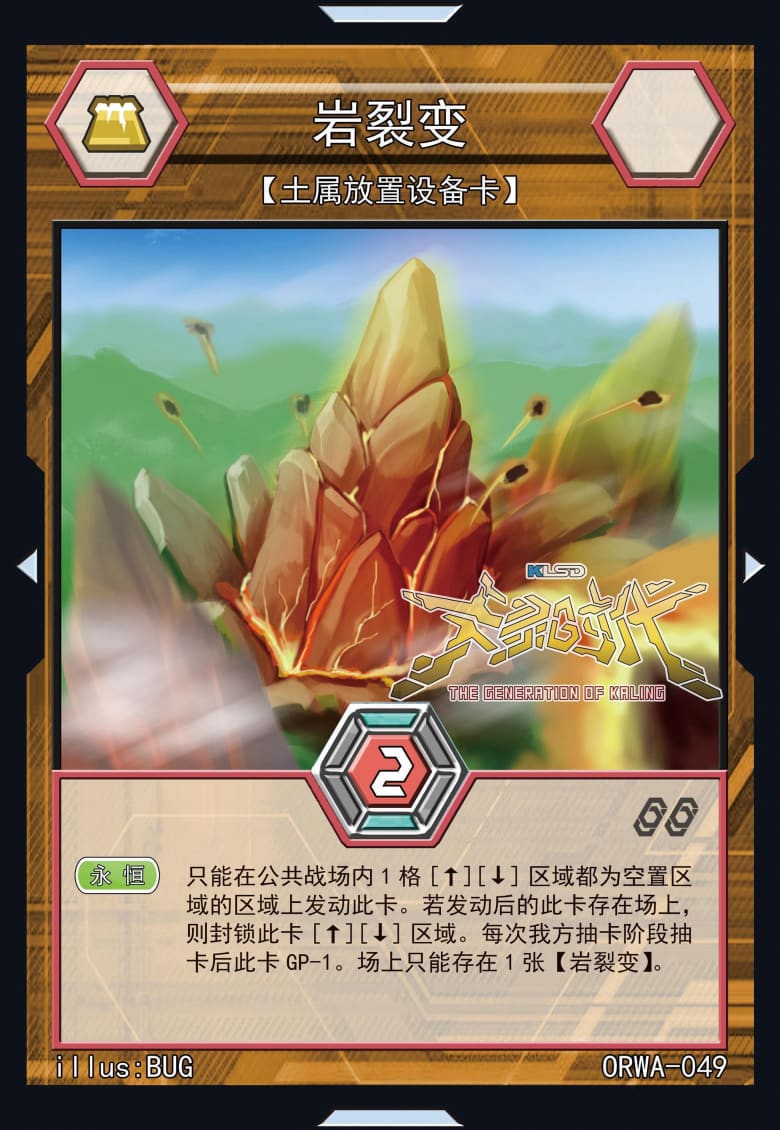 岩裂变
【土属放置设备卡】
KLSD
THE GENERATION OF KALING
2
永恒
只能在公共战场内1格[↑][↓]区域都为空置区
域的区域上发动此卡。若发动后的此卡存在场上，
则封锁此卡[↑][↓]区域。每次我方抽卡阶段抽
卡后此卡GP-1。场上只能存在1张【岩裂变】。
illus:BUG
ORWA-049